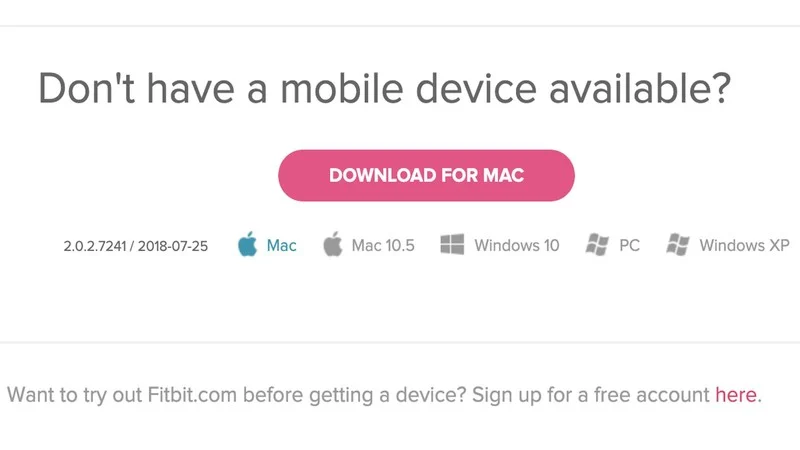 Don't have a mobile device available?
DOWNLOAD FOR MAC
2.0.2.7241 / 2018-07-25 Mac Mac 10.5 Windows 10 PC Windows XP
Want to try out Fitbit.com before getting a device? Sign up for a free account here.